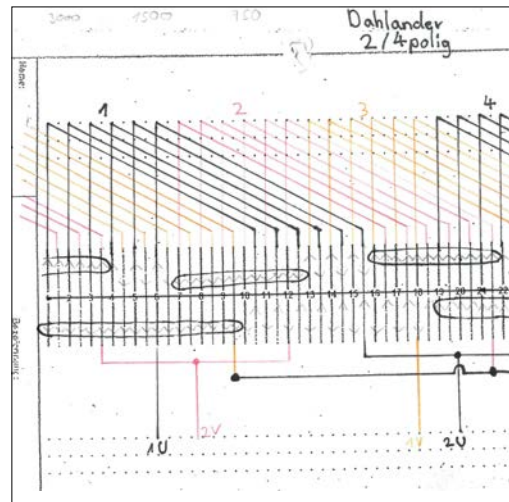 3000 1500 750
Dahlander
2/4polig
Name:
1 2 3 4
1 2 3 4 5 6 7 8 9 10 11 12 13 14 15 16 17 18 19 20 21 22
Bezeichnung:
2V 1V
1U 2U